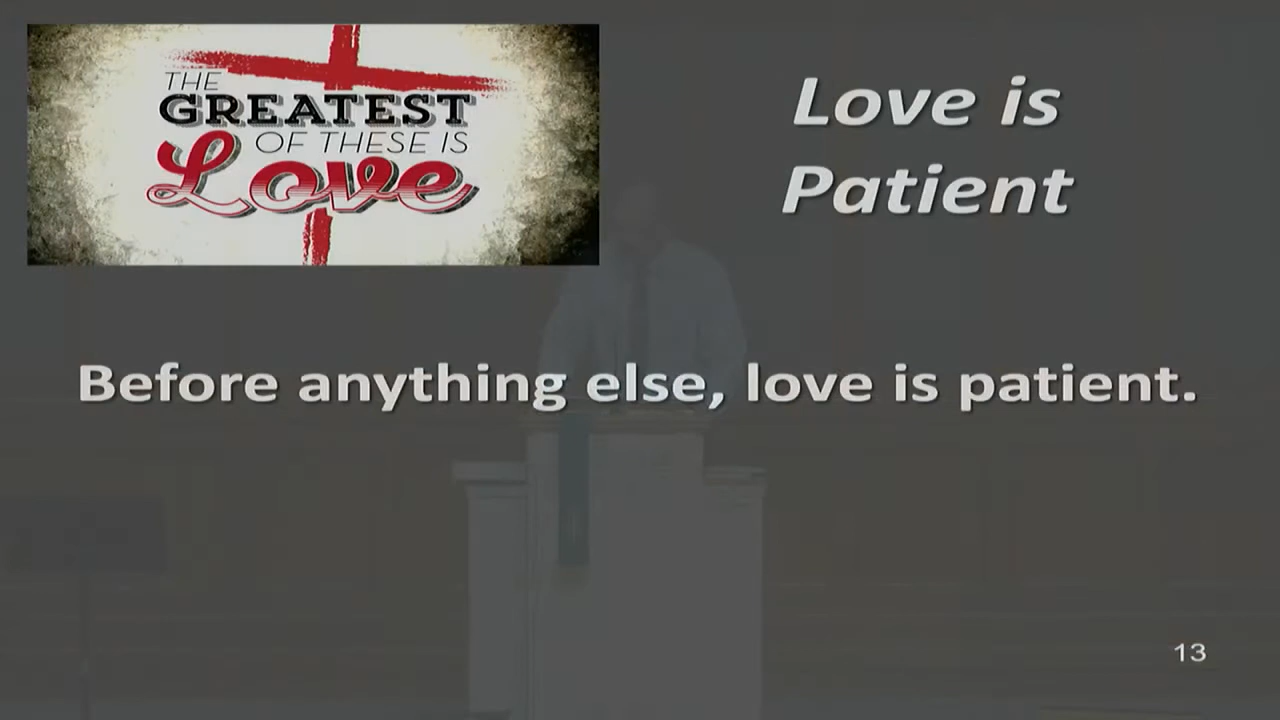 THE
GREATEST
OF THESE IS
Love
Love is
Patient
Before anything else, love is patient.
13